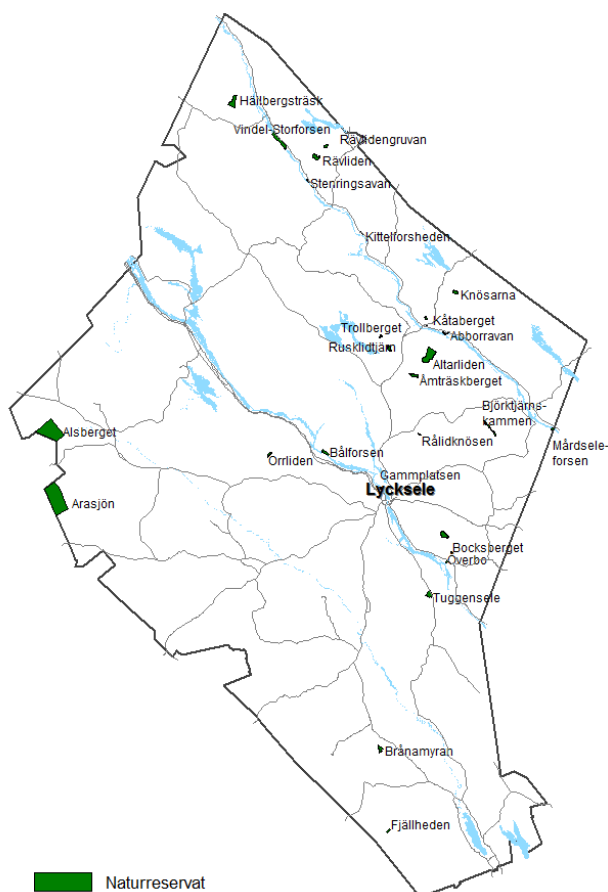 Hällbergsträsk
Vindel-Storforsen
Rävlidengruvan
Rävliden
Stenringsavan
Kittelforsheden
Knösarna
Kåtaberget
Trollberget
Abborravan
Rusklidtjärn
Altarliden
Åmträskberget
Björktjärns-
kammen
Alsberget
Rålidknösen
Mårdsele-
forsen
Orrliden
Bålforsen
Gammplatsen
Lycksele
Arasjön
Bocksberget
Överbo
Tuggensele
Brånamyran
Fjällheden
Naturreservat